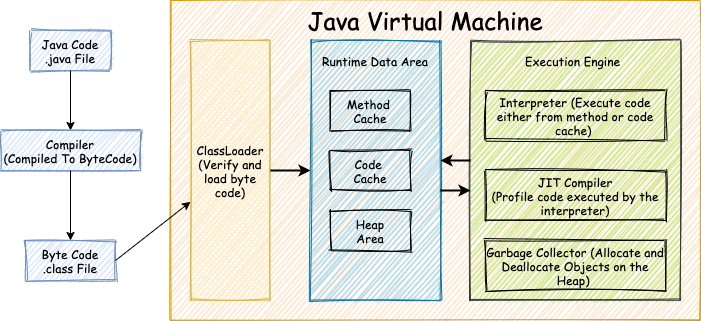 Java Virtual Machine
Java Code
.java File
Compiler
(Compiled To ByteCode)
Byte Code
.class File
ClassLoader
(Verify and
load byte
code)
Runtime Data Area
Method
Cache
Code
Cache
Heap
Area
Execution Engine
Interpreter (Execute code
either from method or code
cache)
JIT Compiler
(Profile code executed by the
interpreter)
Garbage Collector (Allocate and
Deallocate Objects on the
Heap)